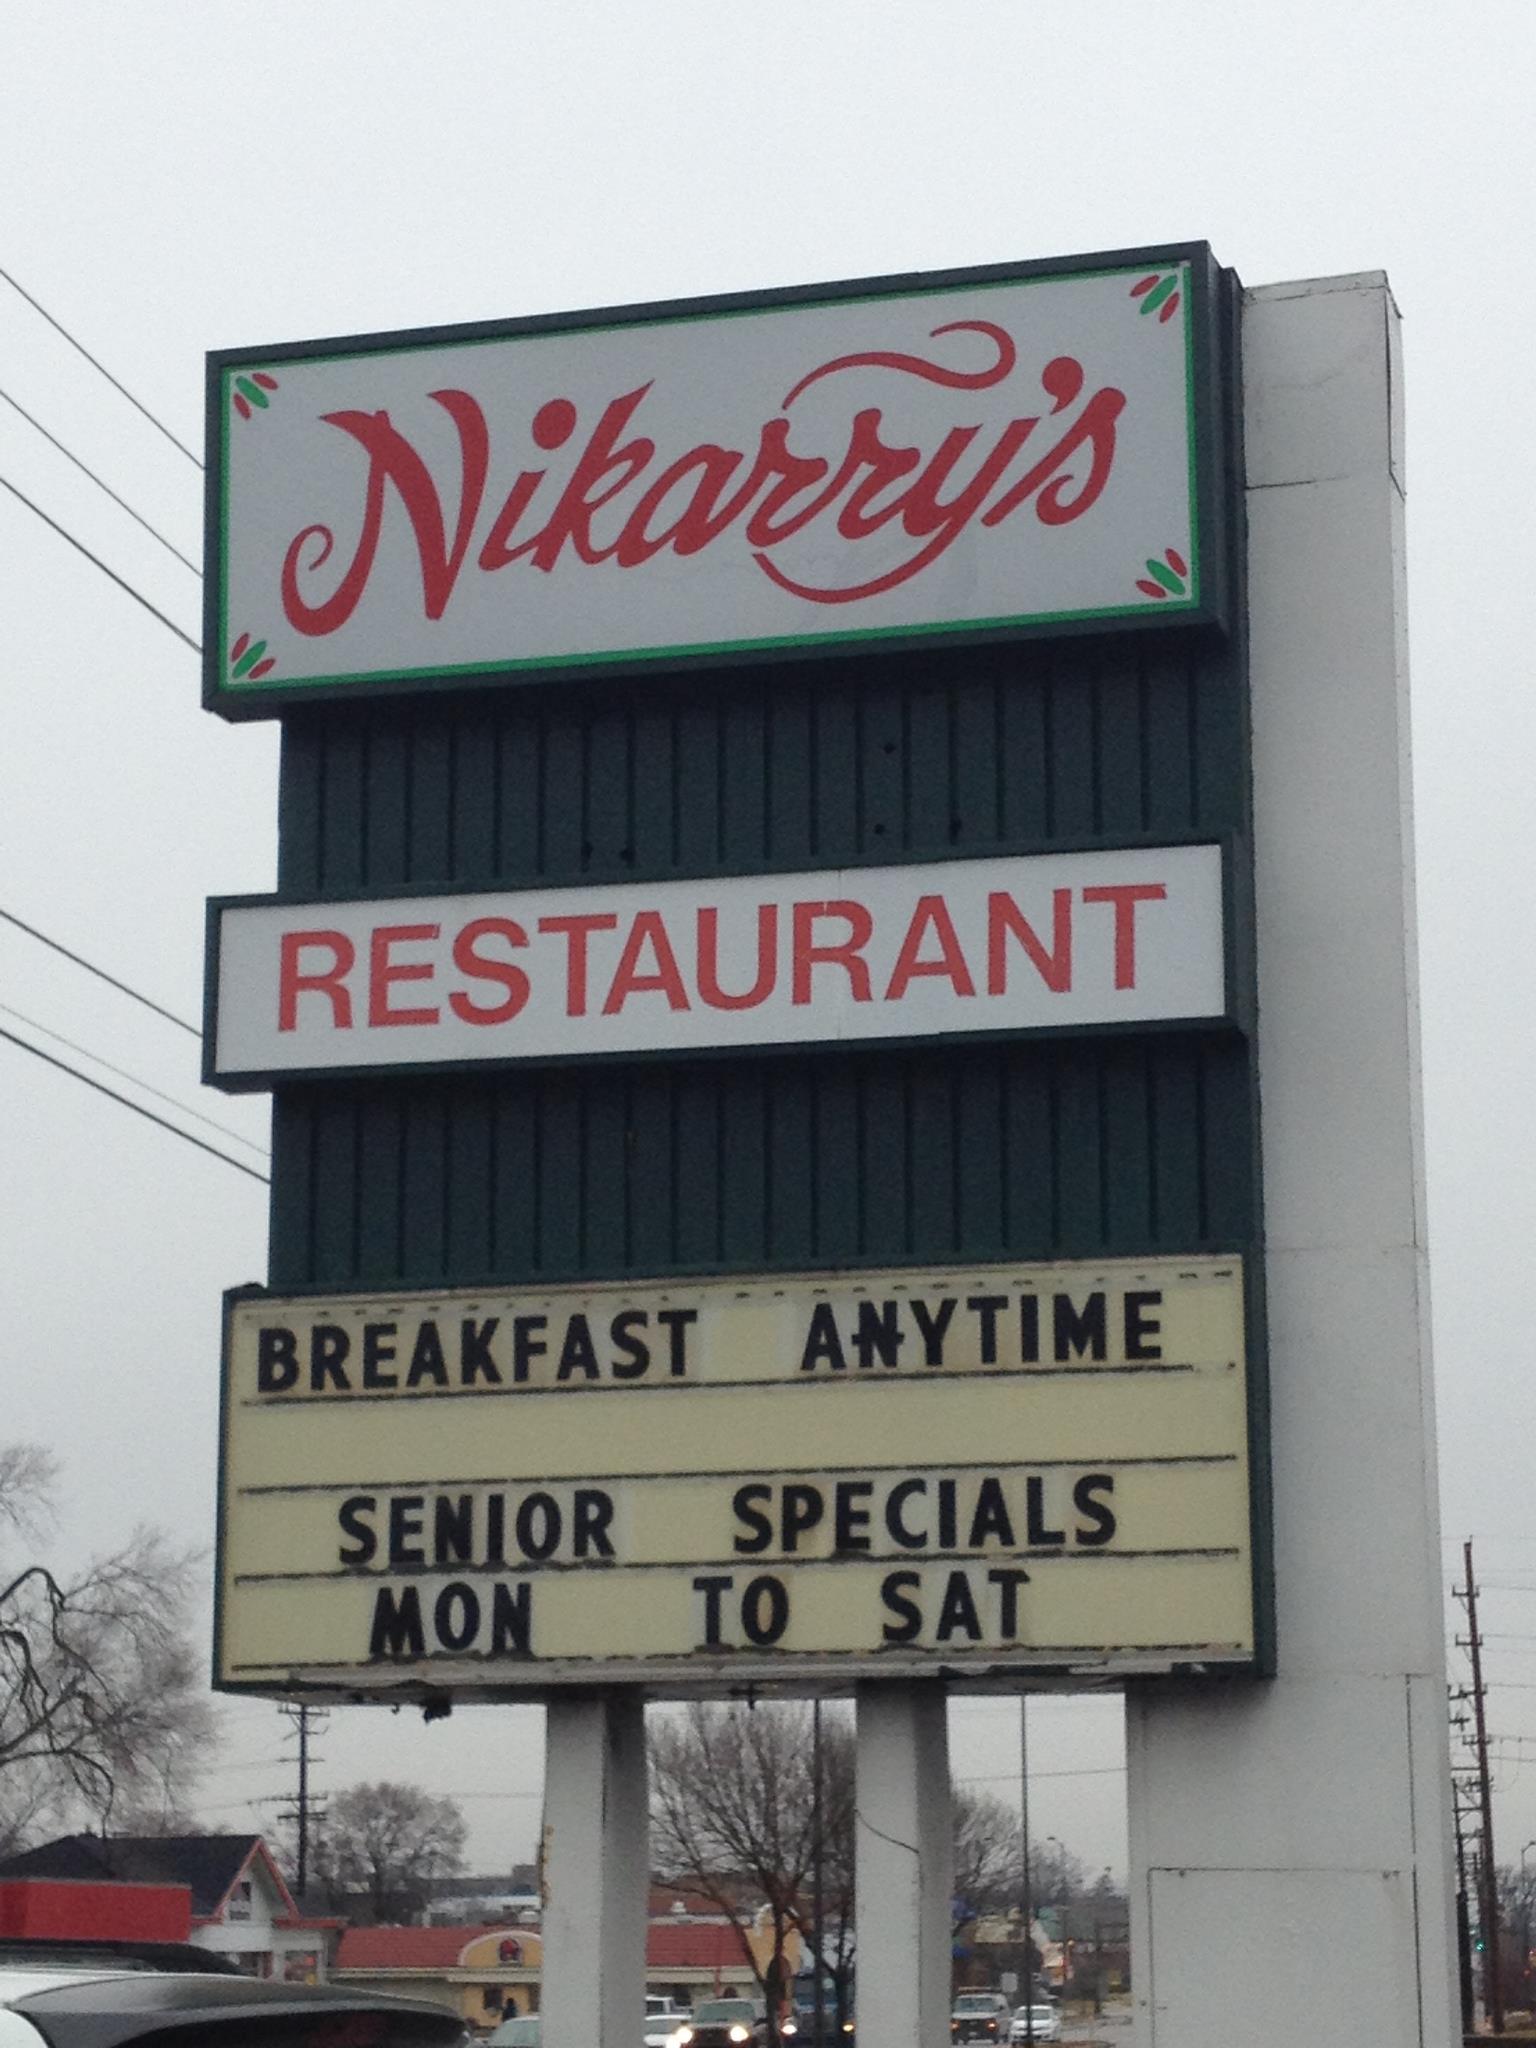 Nikarry's
RESTAURANT
BREAKFAST ANYTIME
SENIOR SPECIALS
MON TO SAT